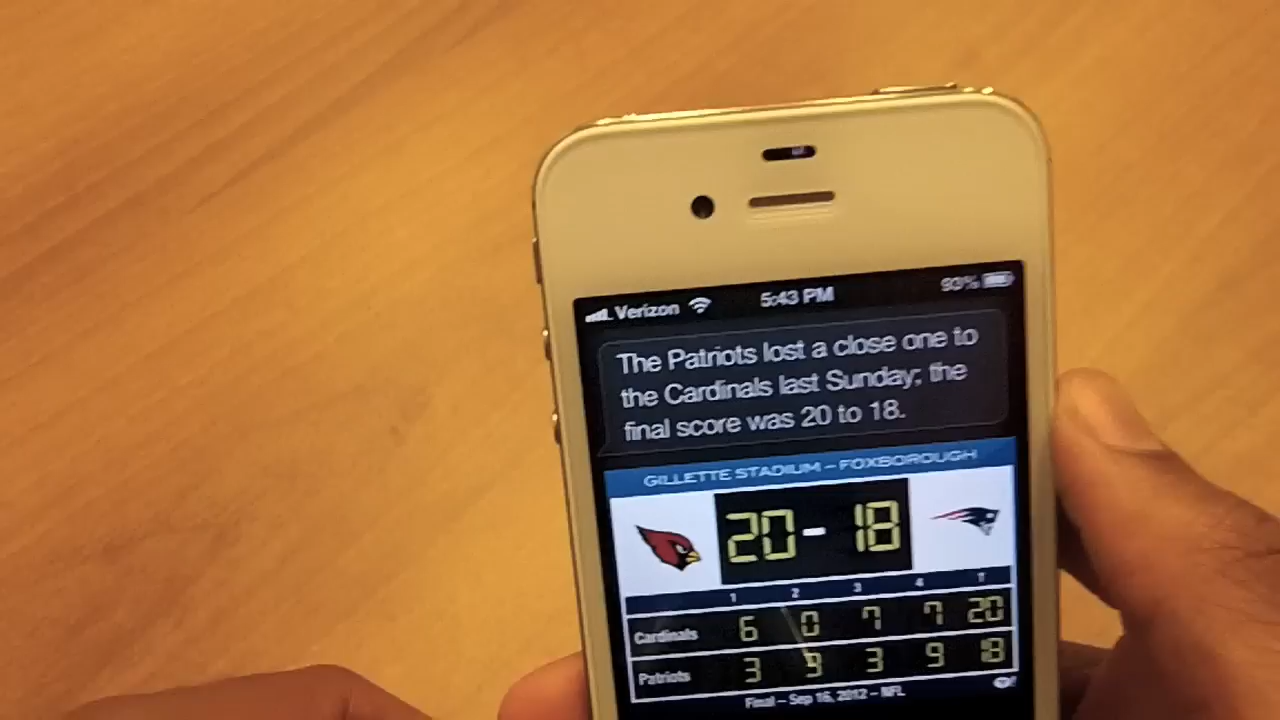 Verizon 5:43 PM 93%
The Patriots lost a close one to
the Cardinals last Sunday; the
final score was 20 to 18.
GILLETTE STADIUM – FOXBOROUGH
20 - 18
1 2 3 4 T
Cardinals 6 0 7 7 20
Patriots 3 3 3 9 18
Final – Sep 16, 2012 – NFL